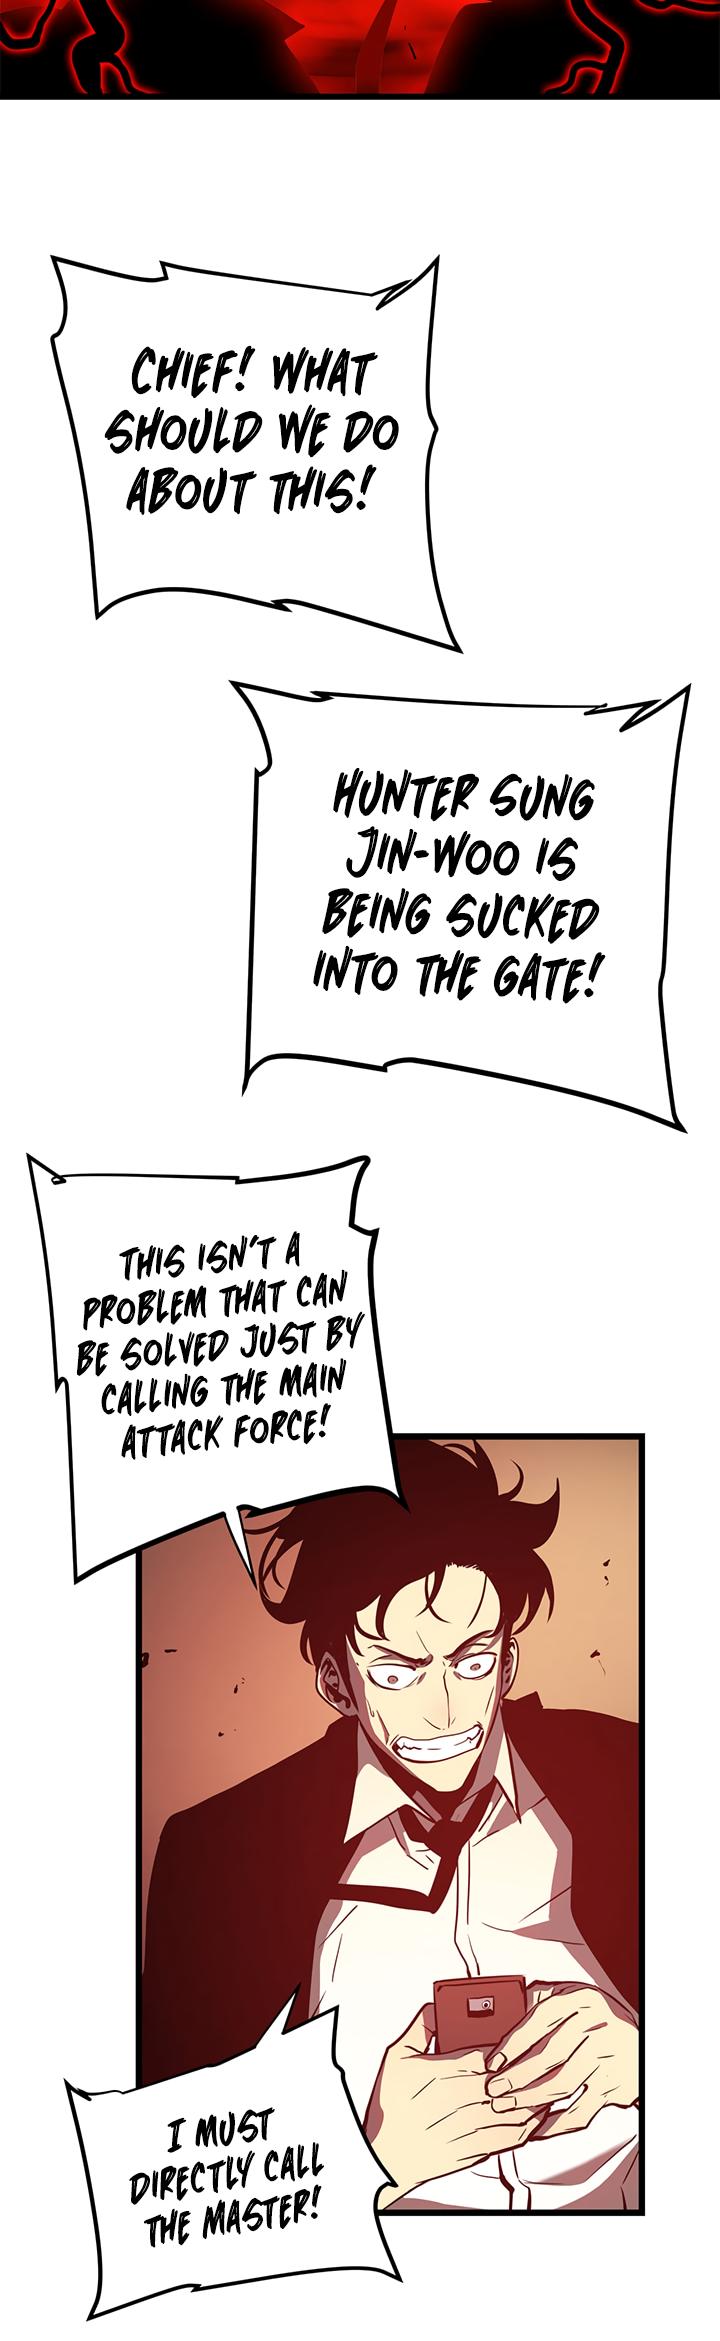 CHIEF! WHAT
SHOULD WE DO
ABOUT THIS!
HUNTER SUNG
JIN-WOO IS
BEING SUCKED
INTO THE GATE!
THIS ISN'T A
PROBLEM THAT CAN
BE SOLVED JUST BY
CALLING THE MAIN
ATTACK FORCE!
I MUST
DIRECTLY CALL
THE MASTER!